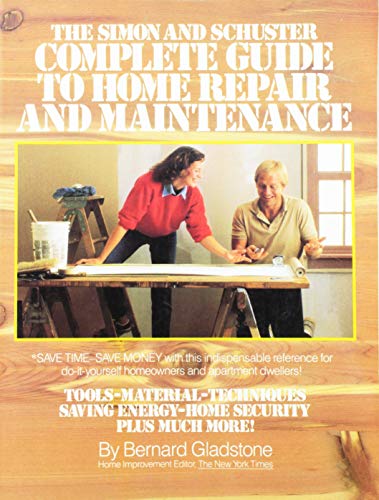 THE SIMON AND SCHUSTER
COMPLETE GUIDE
TO HOME REPAIR
AND MAINTENANCE
*SAVE TIME–SAVE MONEY with this indispensable reference for
do-it-yourself homeowners and apartment dwellers!
TOOLS-MATERIAL-TECHNIQUES
SAVING ENERGY-HOME SECURITY
PLUS MUCH MORE!
By Bernard Gladstone
Home Improvement Editor, The New York Times